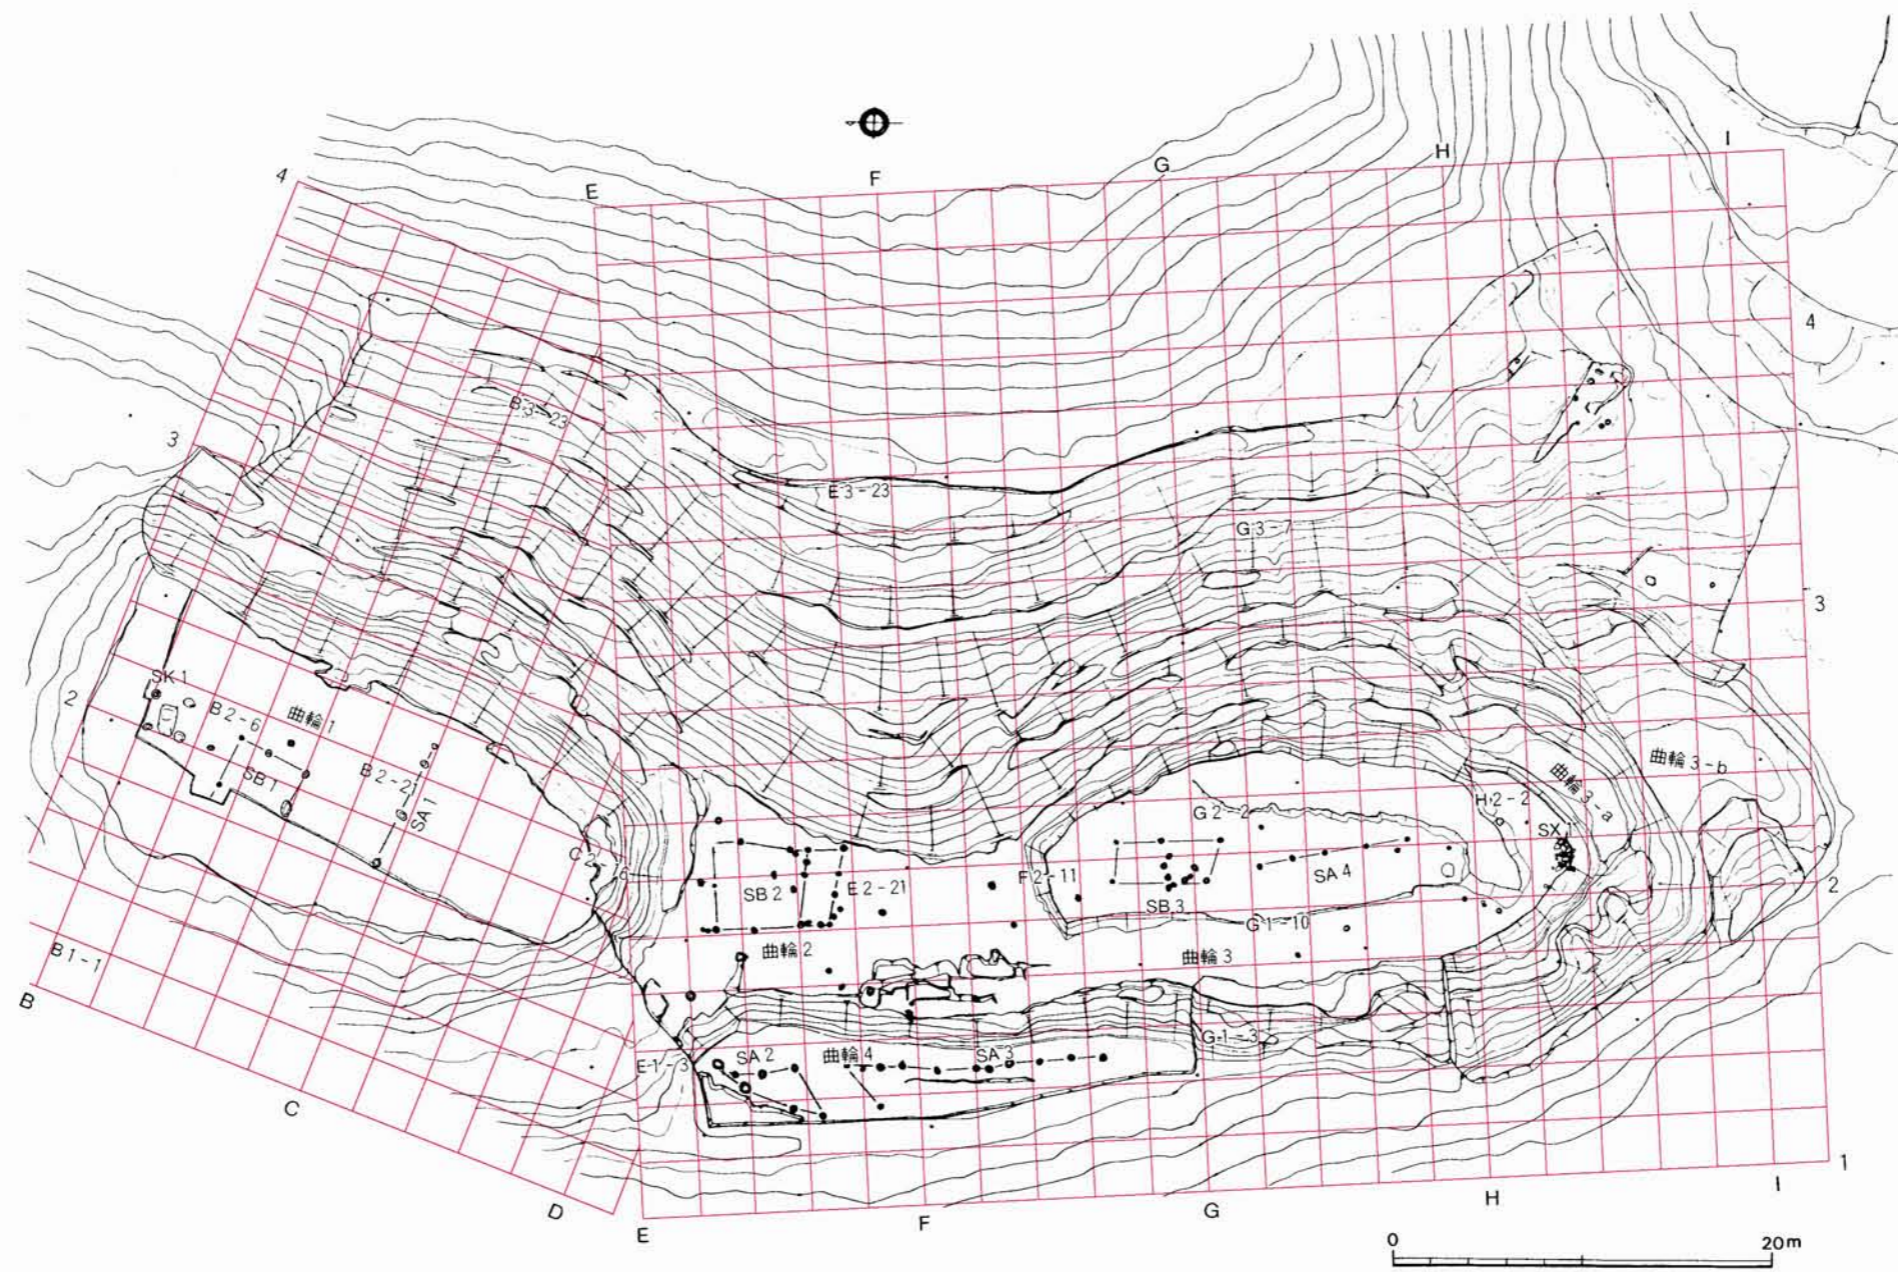 I
H
G
F
E
4
4
B 3-23
3
E 3-23
G 3-7
3
SK 1
2
B 2-6
曲輪 1
SB 1
B 2-21
SA 1
曲輪 3-b
曲輪 3-a
H 2-2
G 2-2
SX 1
SB 2
E 2-21
F 2-11
SB 3
SA 4
2
G 1-10
曲輪 2
曲輪 3
B 1-1
B
G 1-3
E 1-3
SA 2
曲輪 4
SA 3
C
D
1
E
F
G
H
I
0
20m